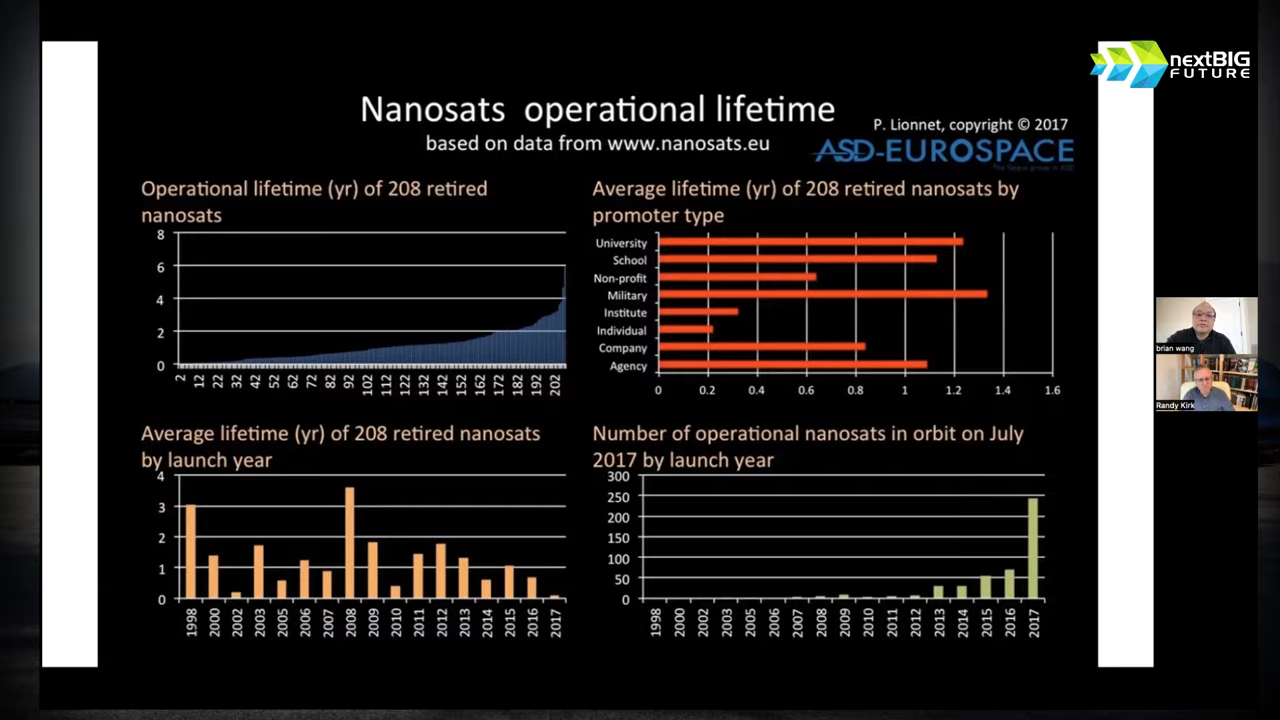 nextBIG
FUTURE
Nanosats operational lifetime
based on data from www.nanosats.eu
P. Lionnet, copyright © 2017
ASD-EUROSPACE
Operational lifetime (yr) of 208 retired
nanosats
8
6
4
2
0
2 12 22 32 42 52 62 72 82 92 102 112 122 132 142 152 162 172 182 192 202
Average lifetime (yr) of 208 retired nanosats by
promoter type
University
School
Non-profit
Military
Institute
Individual
Company
Agency
0 0.2 0.4 0.6 0.8 1 1.2 1.4 1.6
brian wang
Randy Kirk
Average lifetime (yr) of 208 retired nanosats
by launch year
4
3
2
1
0
1998 2000 2002 2003 2005 2006 2007 2008 2009 2010 2011 2012 2013 2014 2015 2016 2017
Number of operational nanosats in orbit on July
2017 by launch year
300
250
200
150
100
50
0
1998 2000 2002 2003 2005 2006 2007 2008 2009 2010 2011 2012 2013 2014 2015 2016 2017